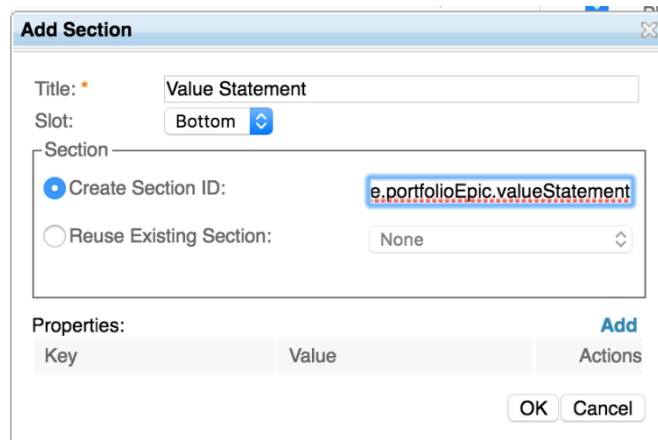 Add Section
Title: *
Value Statement
Slot:
Bottom
Section
Create Section ID:
e.portfolioEpic.valueStatement
Reuse Existing Section:
None
Properties:
Add
Key
Value
Actions
OK
Cancel